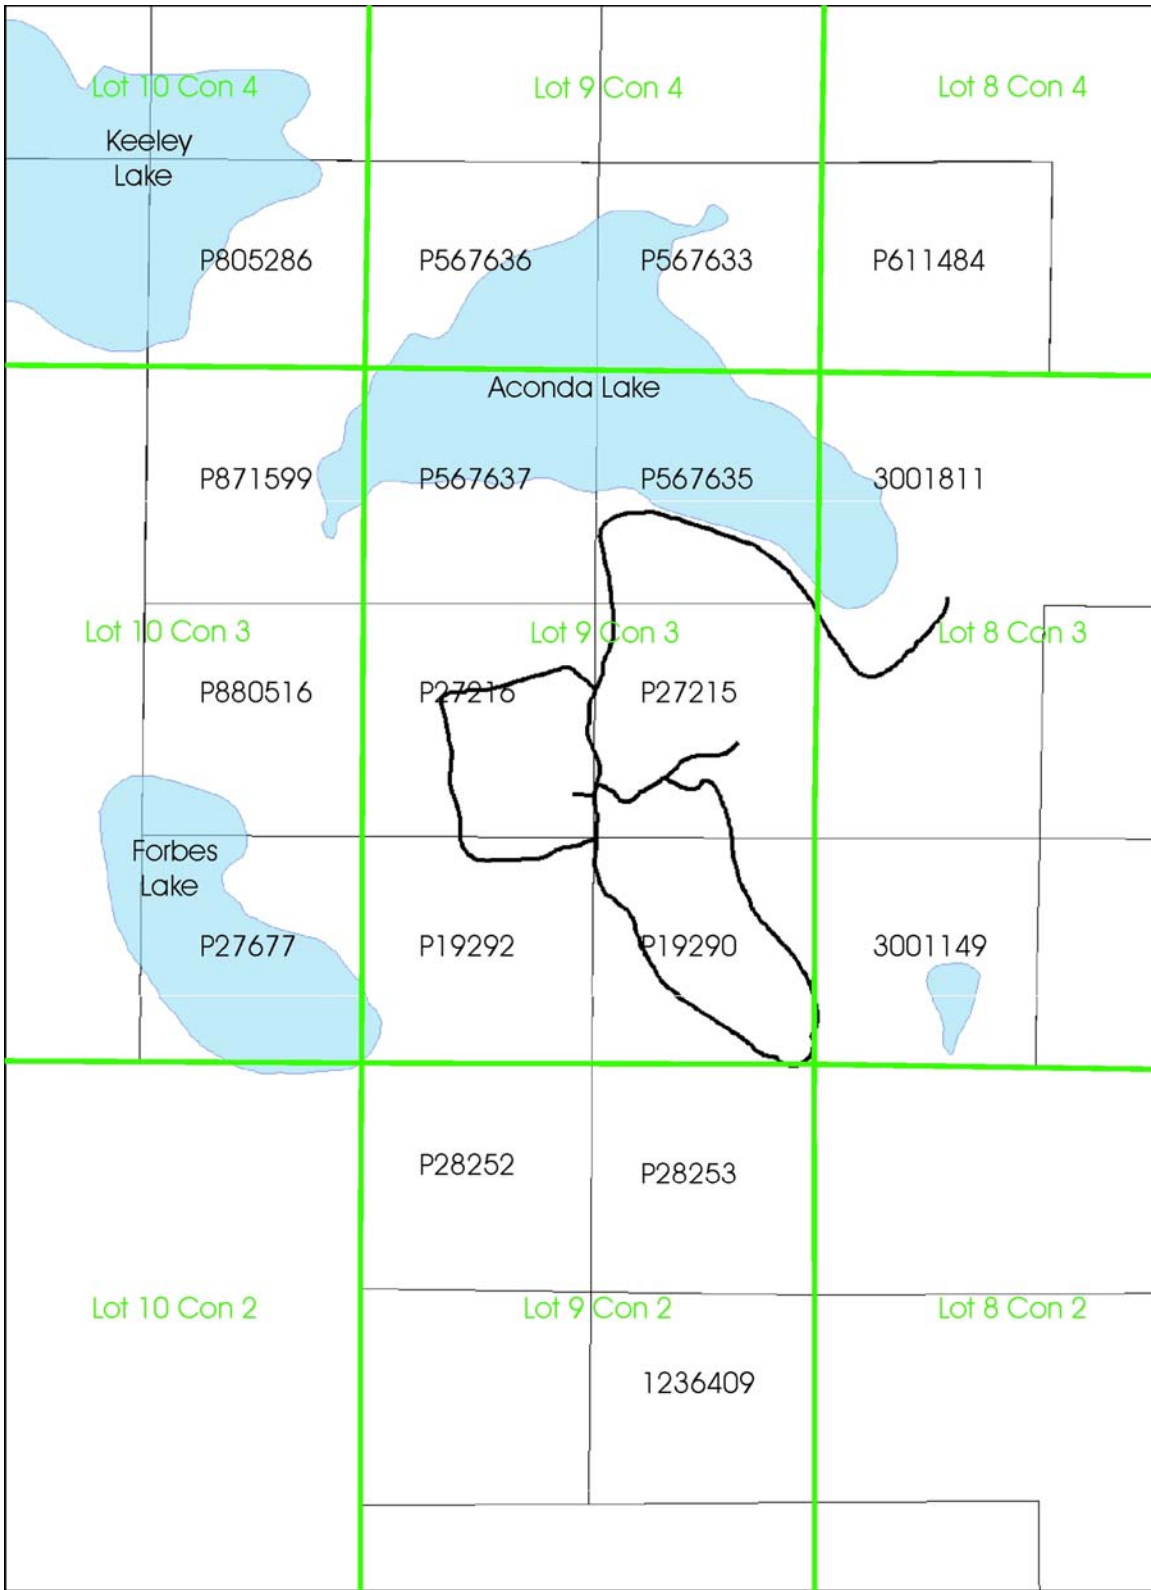 Lot 10 Con 4
Lot 9 Con 4
Lot 8 Con 4
Keeley
Lake
P805286
P567636
P567633
P611484
Aconda Lake
P871599
P567637
P567635
3001811
Lot 10 Con 3
Lot 9 Con 3
Lot 8 Con 3
P880516
P27216
P27215
Forbes
Lake
P27677
P19292
P19290
3001149
P28252
P28253
Lot 10 Con 2
Lot 9 Con 2
Lot 8 Con 2
1236409